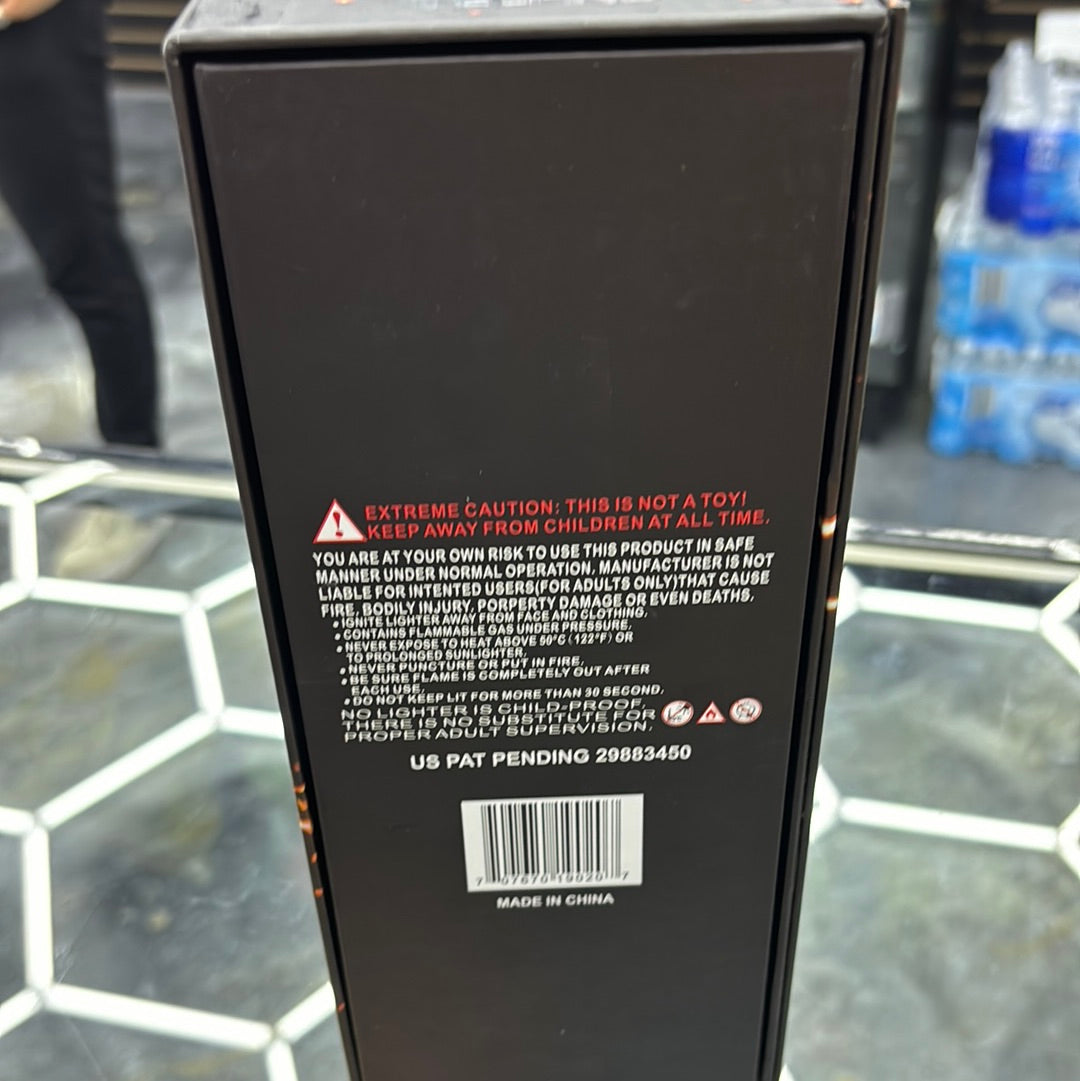 EXTREME CAUTION: THIS IS NOT A TOY!
KEEP AWAY FROM CHILDREN AT ALL TIME.
YOU ARE AT YOUR OWN RISK TO USE THIS PRODUCT IN SAFE
MANNER UNDER NORMAL OPERATION. MANUFACTURER IS NOT
LIABLE FOR INTENTED USERS(FOR ADULTS ONLY)THAT CAUSE
FIRE, BODILY INJURY, PORPERTY DAMAGE OR EVEN DEATHS.
• IGNITE LIGHTER AWAY FROM FACE AND CLOTHING.
• CONTAINS FLAMMABLE GAS UNDER PRESSURE.
• NEVER EXPOSE TO HEAT ABOVE 50°C (122°F) OR
TO PROLONGED SUNLIGHTER.
• NEVER PUNCTURE OR PUT IN FIRE.
• BE SURE FLAME IS COMPLETELY OUT AFTER
EACH USE.
• DO NOT KEEP LIT FOR MORE THAN 30 SECOND.
NO LIGHTER IS CHILD-PROOF.
THERE IS NO SUBSTITUTE FOR
PROPER ADULT SUPERVISION.
US PAT PENDING 29883450
7 07670 19020 7
MADE IN CHINA